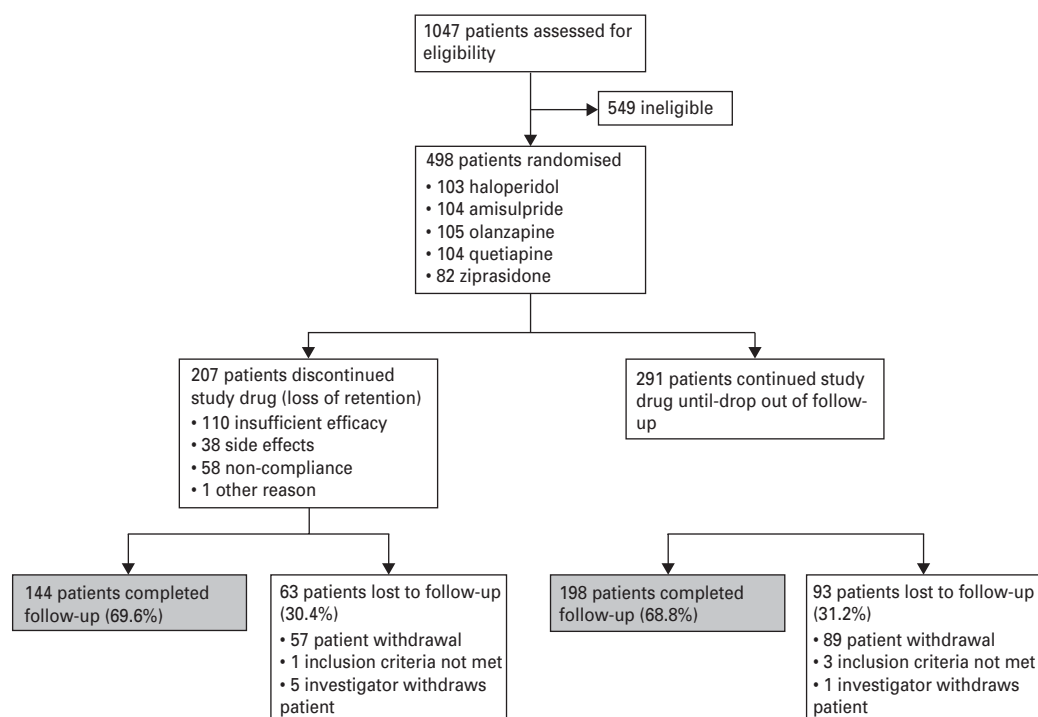 1047 patients assessed for
eligibility
549 ineligible
498 patients randomised
• 103 haloperidol
• 104 amisulpride
• 105 olanzapine
• 104 quetiapine
• 82 ziprasidone
207 patients discontinued
study drug (loss of retention)
• 110 insufficient efficacy
• 38 side effects
• 58 non-compliance
• 1 other reason
291 patients continued study
drug until-drop out of follow-
up
144 patients completed
follow-up (69.6%)
63 patients lost to follow-up
(30.4%)
• 57 patient withdrawal
• 1 inclusion criteria not met
• 5 investigator withdraws
patient
198 patients completed
follow-up (68.8%)
93 patients lost to follow-up
(31.2%)
• 89 patient withdrawal
• 3 inclusion criteria not met
• 1 investigator withdraws
patient